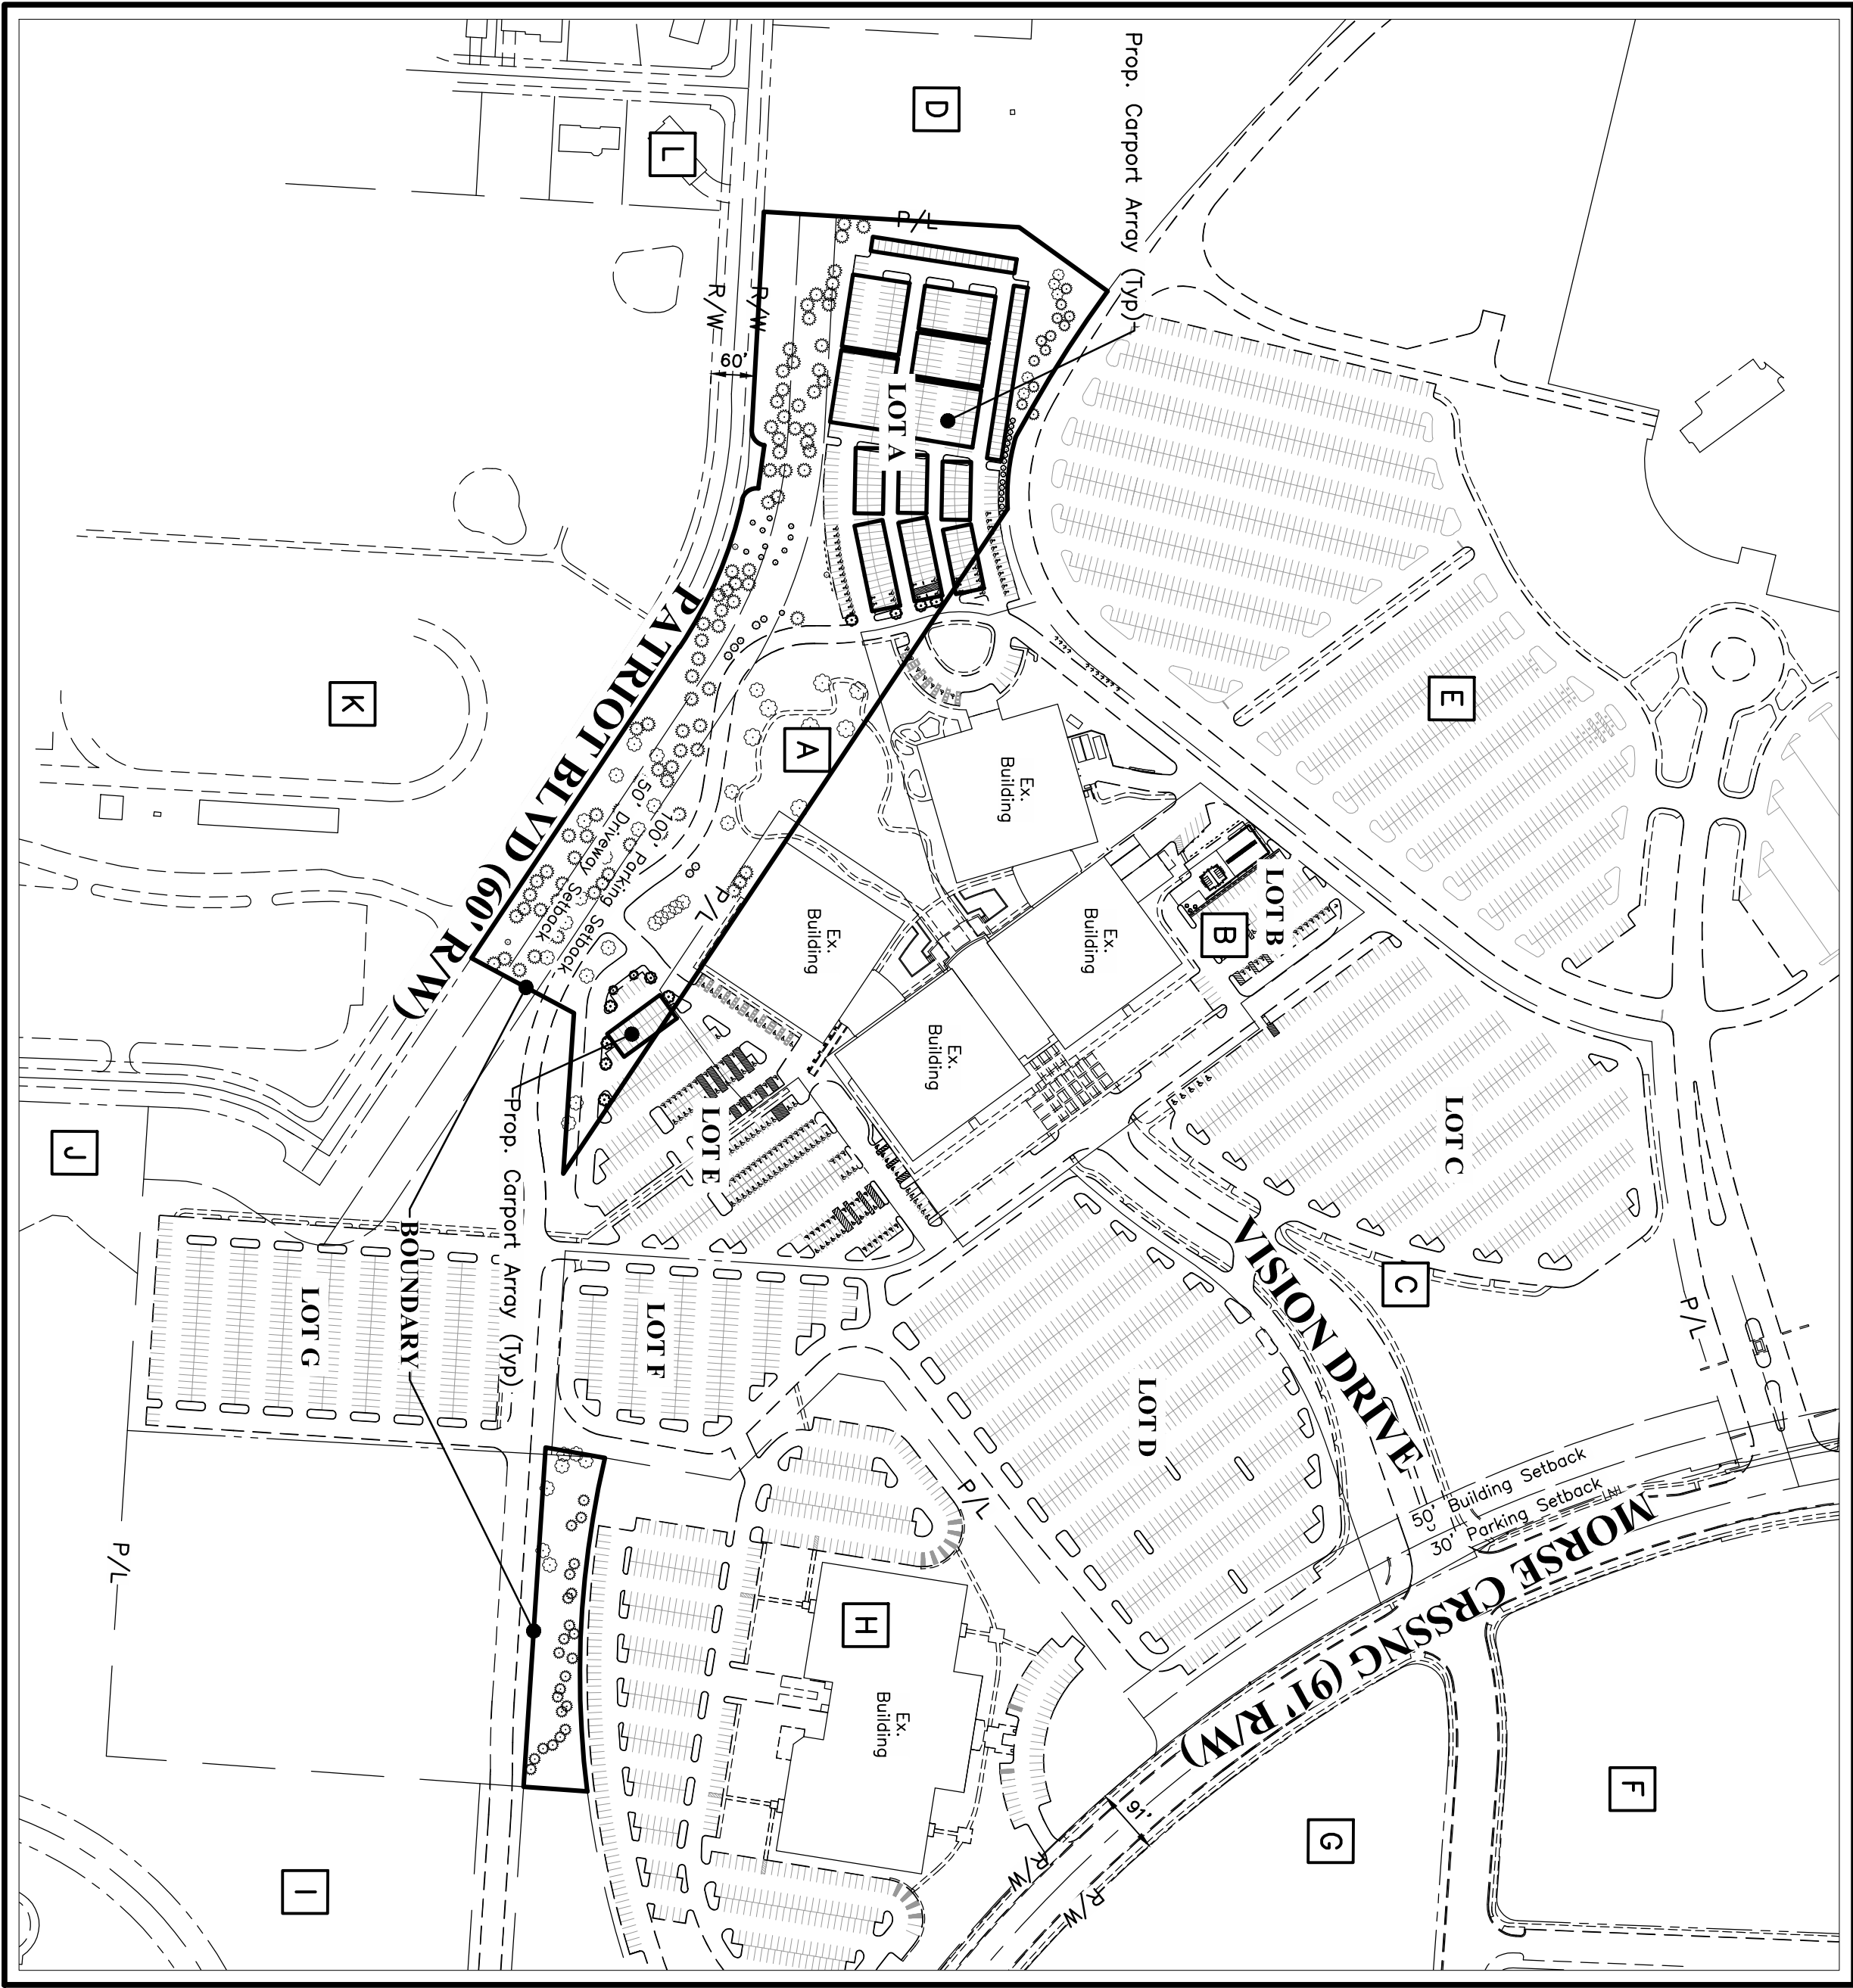 Prop. Carport Array (Typ)
D
L
P/L
R/W
R/W
60'
LOT A
E
K
A
PATRIOT BLVD (60' R/W)
Ex.
Building
50' Driveway Setback
100' Parking Setback
P/L
LOT B
B
Ex.
Building
Ex.
Building
Ex.
Building
LOT C
LOT E
J
Prop. Carport Array (Typ)
BOUNDARY
LOT G
LOT F
LOT D
VISION DRIVE
C
P/L
50' Building Setback
30' Parking Setback
MORSE CRSSNG (91' R/W)
P/L
P/L
H
Ex.
Building
F
G
91'
R/W
R/W
I